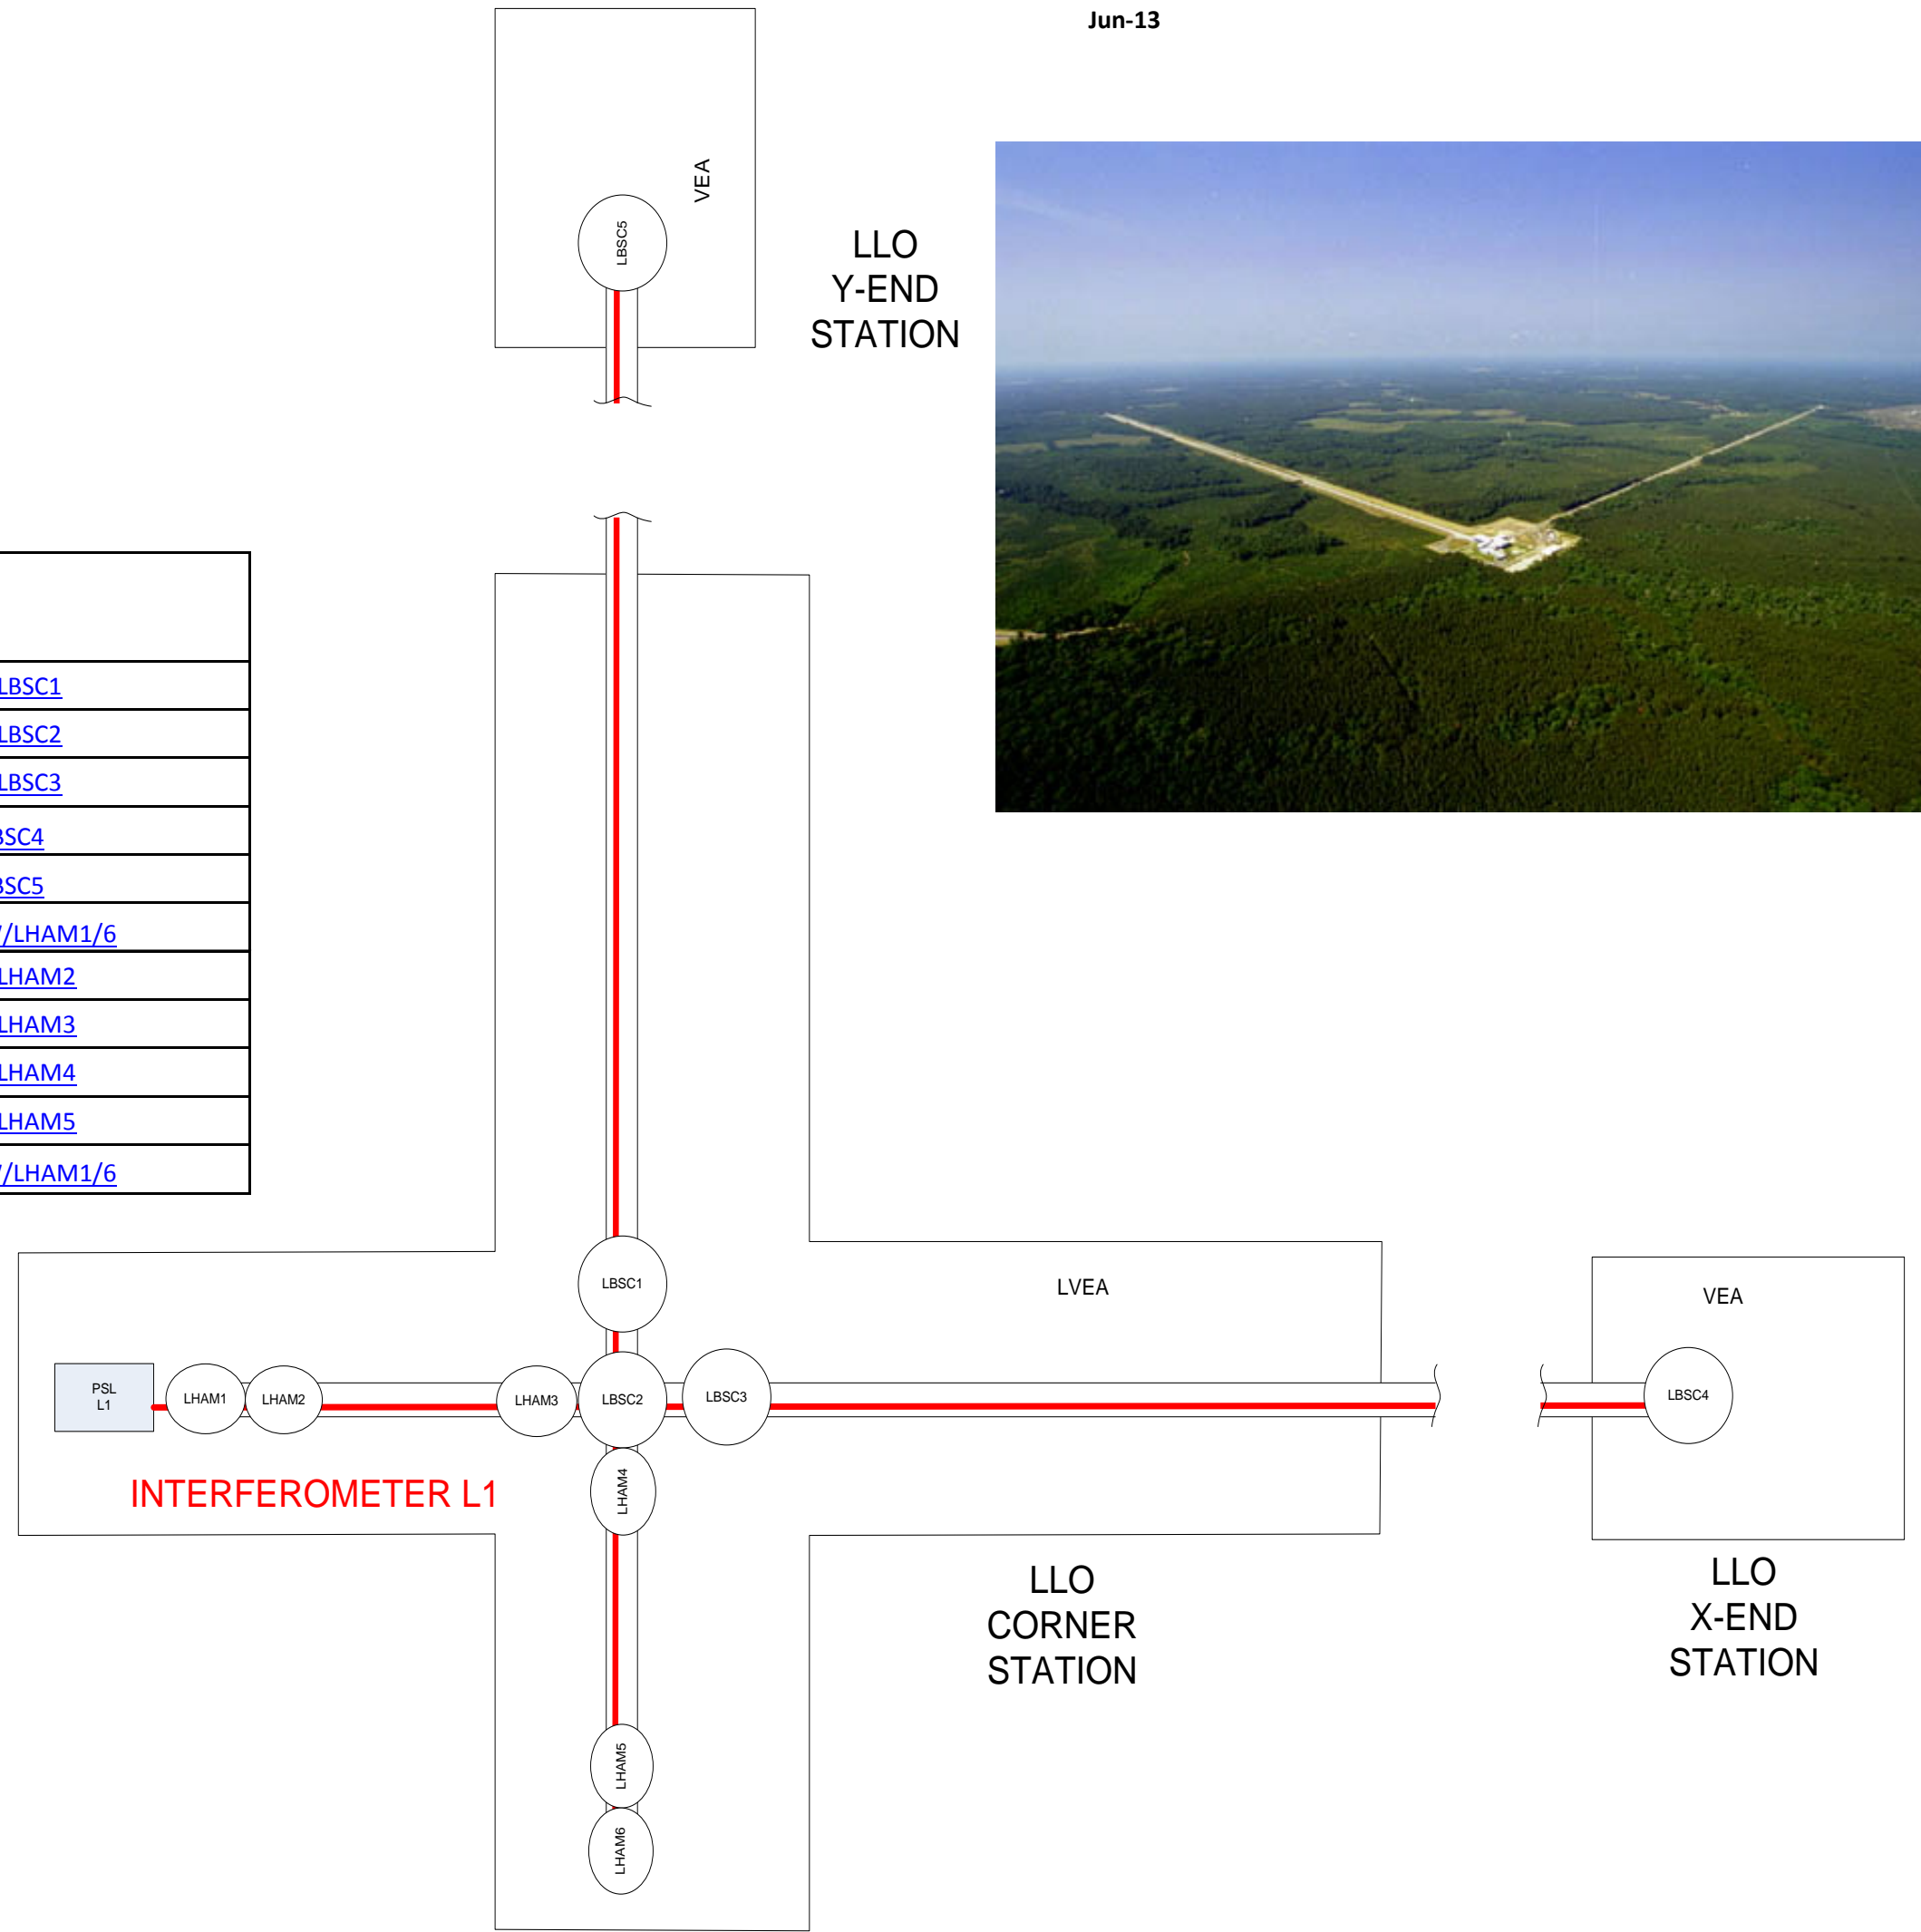 Jun-13
VEA
LBSC5
LLO
Y-END
STATION
LBSC1
LBSC2
LBSC3
BSC4
BSC5
/LHAM1/6
LHAM2
LHAM3
LHAM4
LHAM5
/LHAM1/6
LBSC1
LVEA
VEA
PSL
L1
LHAM1
LHAM2
LHAM3
LBSC2
LBSC3
LBSC4
INTERFEROMETER L1
LHAM4
LLO
CORNER
STATION
LLO
X-END
STATION
LHAM5
LHAM6